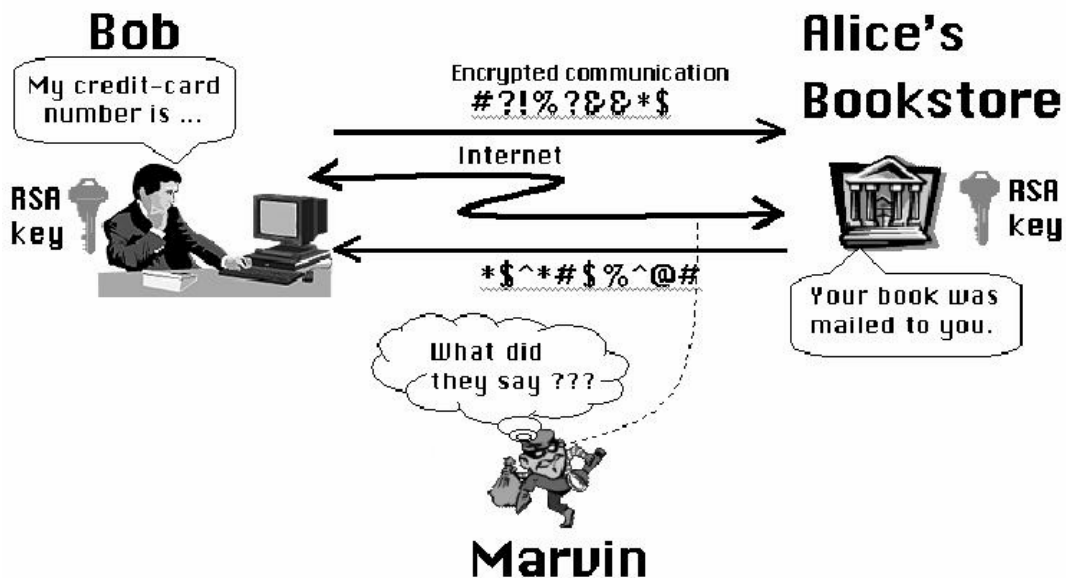 Bob
My credit-card
number is ...
RSA
key
Encrypted communication
#?!%?&&*$
Internet
*$^*#$%^@#
Alice's
Bookstore
RSA
key
Your book was
mailed to you.
What did
they say ???
Marvin